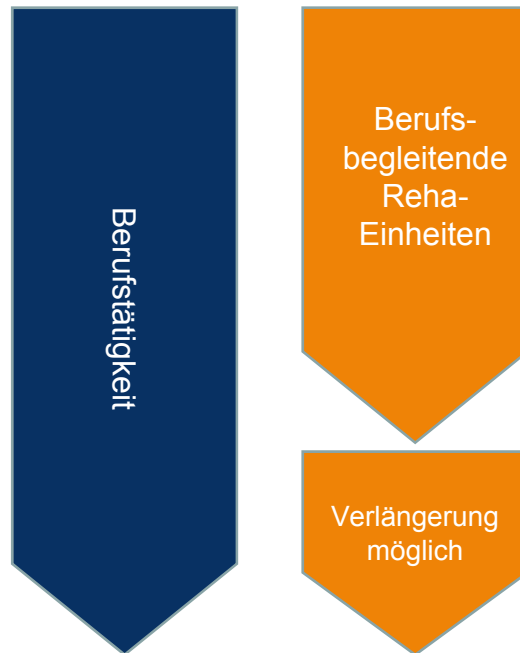 Berufstätigkeit
Berufs-
begleitende
Reha-
Einheiten
Verlängerung
möglich